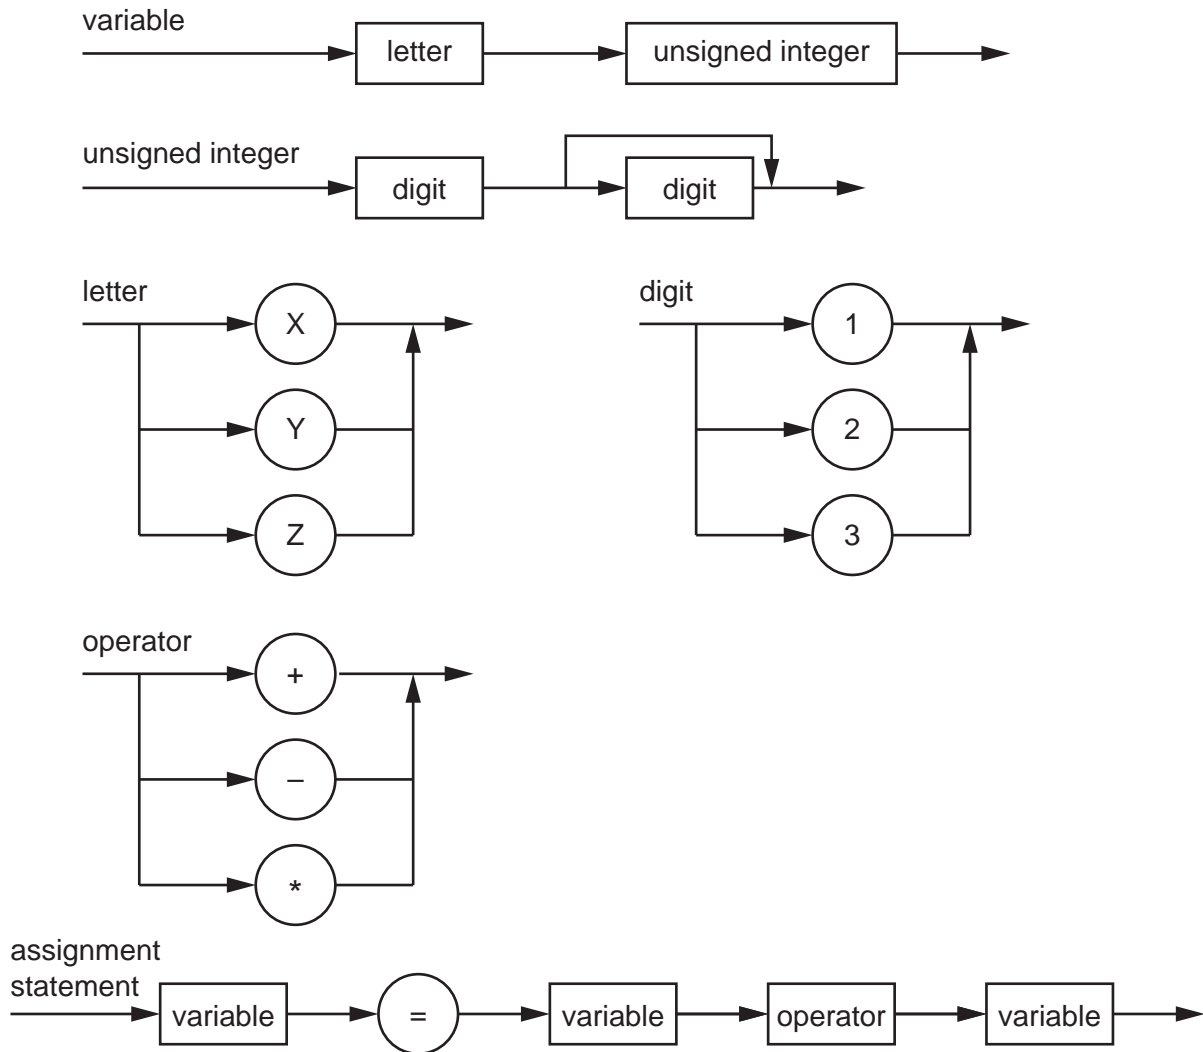 variable
letter unsigned integer
unsigned integer
digit digit
letter digit
X 1
Y 2
Z 3
operator
+
–
*
assignment
statement
variable = variable operator variable